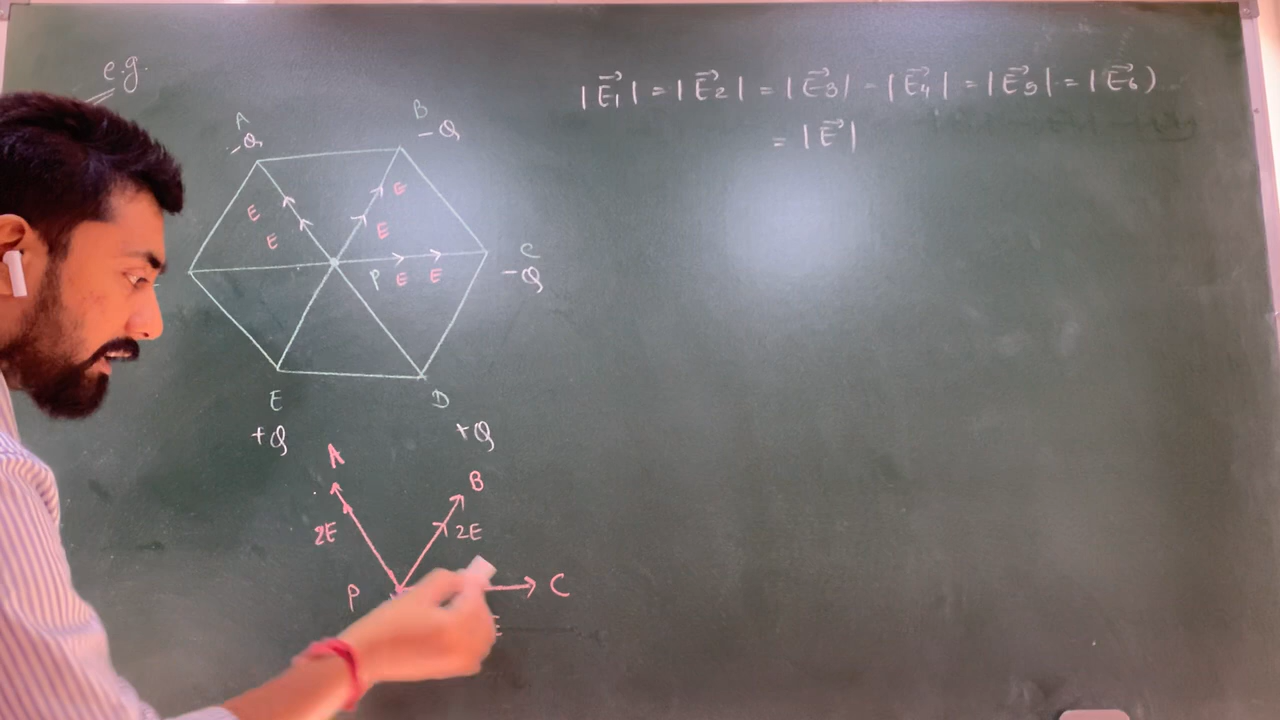 e.g.
|E⃗1| = |E⃗2| = |E⃗3| - |E⃗4| = |E⃗5| = |E⃗6)
= |E⃗|
A
-Q
B
-Q
E
E
E
E
P
E
E
C
-Q
E
+Q
D
+Q
A
B
2E
2E
P
C
E